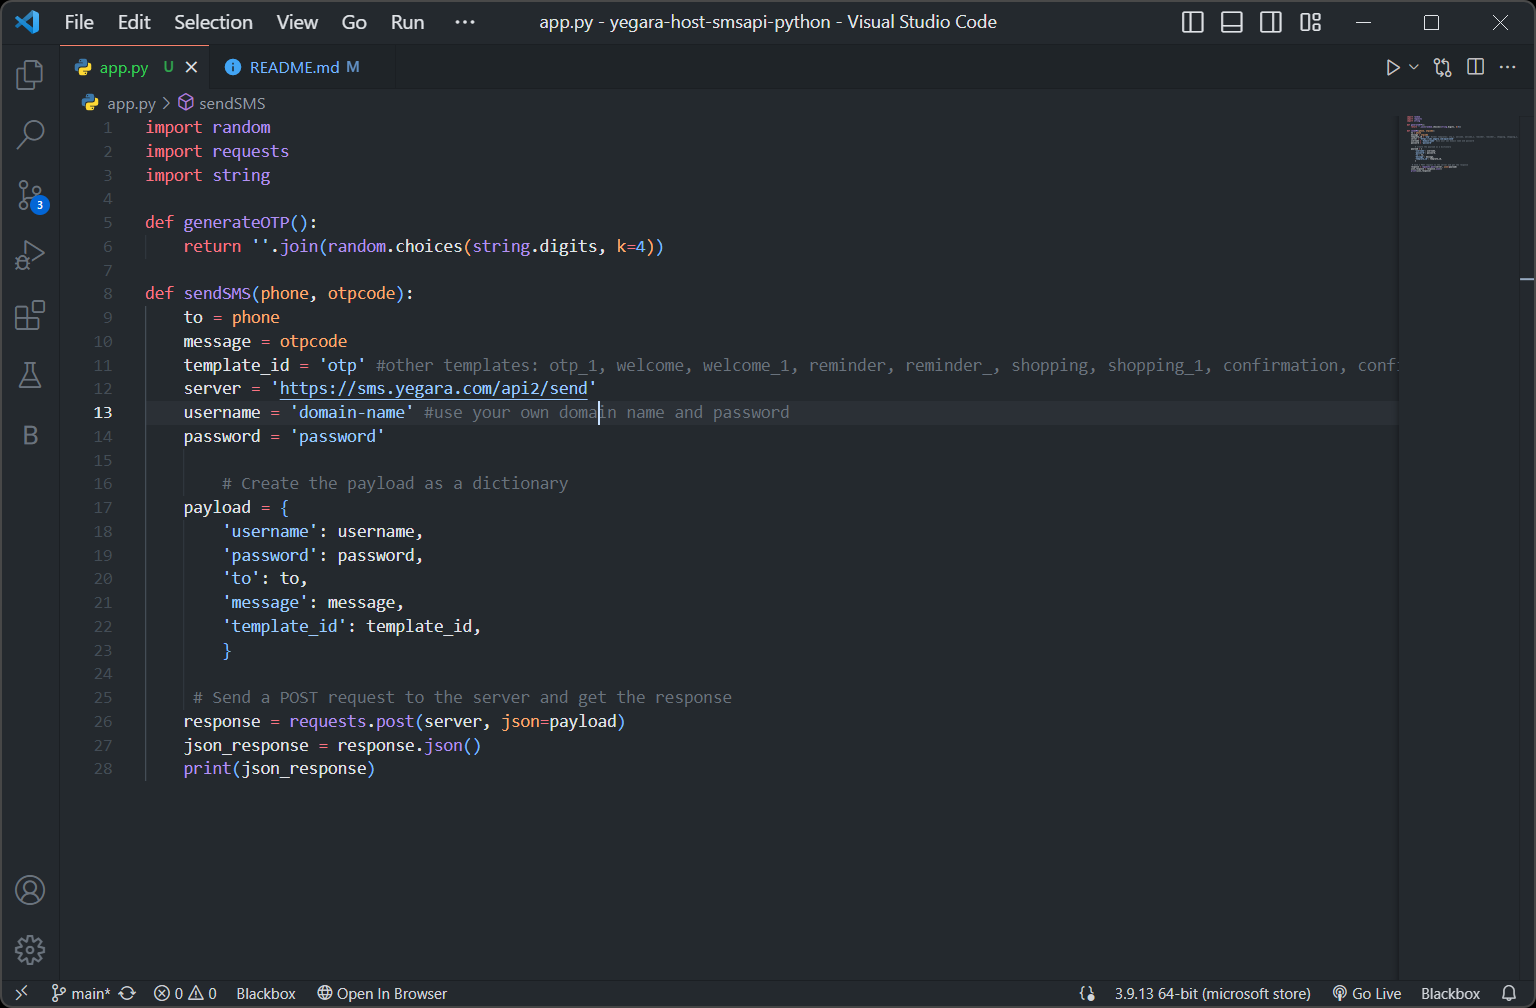 File Edit Selection View Go Run ··· app.py - yegara-host-smsapi-python - Visual Studio Code
app.py U README.md M
app.py > sendSMS
1 import random
2 import requests
3 import string
4
5 def generateOTP():
6 return ''.join(random.choices(string.digits, k=4))
7
8 def sendSMS(phone, otpcode):
9 to = phone
10 message = otpcode
11 template_id = 'otp' #other templates: otp_1, welcome, welcome_1, reminder, reminder_, shopping, shopping_1, confirmation, conf
12 server = 'https://sms.yegara.com/api2/send'
13 username = 'domain-name' #use your own domain name and password
14 password = 'password'
15
16 # Create the payload as a dictionary
17 payload = {
18 'username': username,
19 'password': password,
20 'to': to,
21 'message': message,
22 'template_id': template_id,
23 }
24
25 # Send a POST request to the server and get the response
26 response = requests.post(server, json=payload)
27 json_response = response.json()
28 print(json_response)
3
B
main* 0 0 Blackbox Open In Browser {} 3.9.13 64-bit (microsoft store) Go Live Blackbox